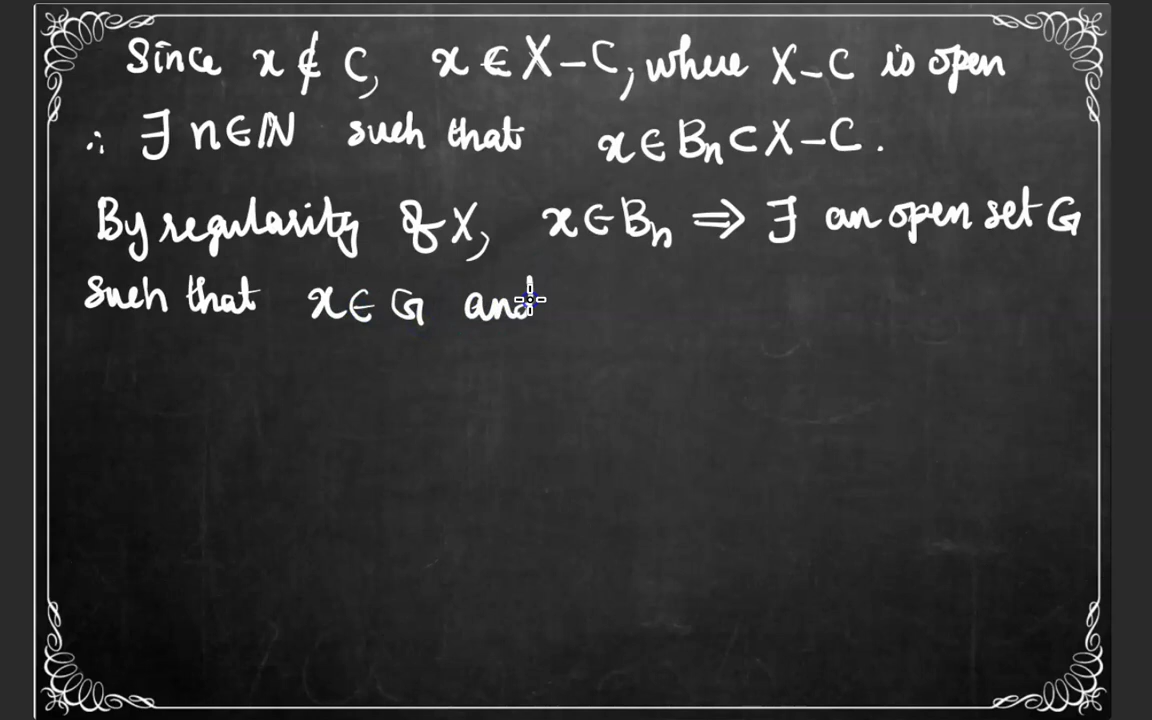 Since x ∉ C, x ∈ X - C, where X - C is open
∴ ∃ n ∈ ℕ such that x ∈ Bₙ ⊂ X - C.
By regularity of X, x ∈ Bₙ ⇒ ∃ an open set G
such that x ∈ G and